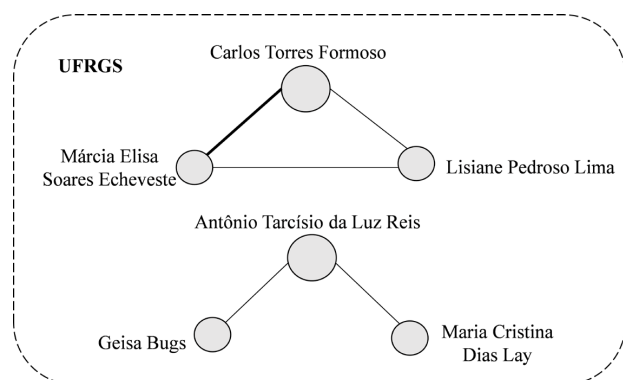 Carlos Torres Formoso
UFRGS
Márcia Elisa
Soares Echeveste
Lisiane Pedroso Lima
Antônio Tarcísio da Luz Reis
Geisa Bugs
Maria Cristina
Dias Lay